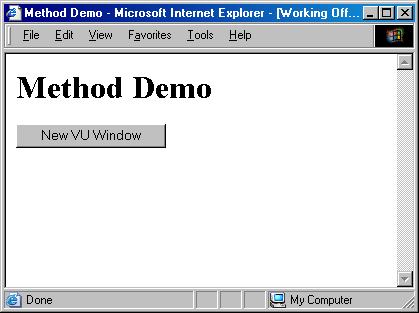 Method Demo - Microsoft Internet Explorer - [Working Off...
File Edit View Favorites Tools Help
Method Demo
New VU Window
Done
My Computer